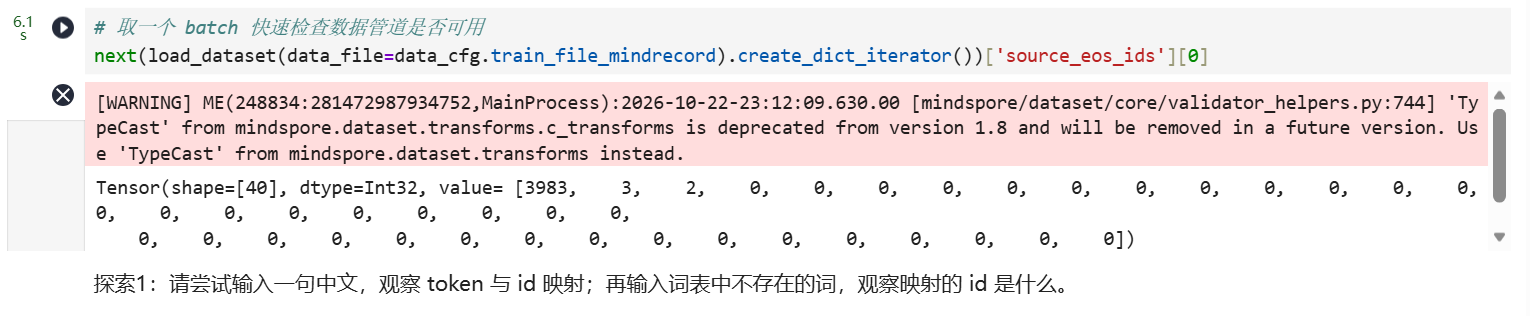 6.1
s
# 取一个 batch 快速检查数据管道是否可用
next(load_dataset(data_file=data_cfg.train_file_mindrecord).create_dict_iterator())['source_eos_ids'][0]
[WARNING] ME(248834:281472987934752,MainProcess):2026-10-22-23:12:09.630.00 [mindspore/dataset/core/validator_helpers.py:744] 'Ty
peCast' from mindspore.dataset.transforms.c_transforms is deprecated from version 1.8 and will be removed in a future version. Us
e 'TypeCast' from mindspore.dataset.transforms instead.
Tensor(shape=[40], dtype=Int32, value= [3983, 3, 2, 0, 0, 0, 0, 0, 0, 0, 0, 0, 0, 0, 0,
0, 0, 0, 0, 0, 0, 0, 0, 0,
0, 0, 0, 0, 0, 0, 0, 0, 0, 0, 0, 0, 0, 0, 0, 0])
探索1：请尝试输入一句中文，观察 token 与 id 映射；再输入词表中不存在的词，观察映射的 id 是什么。